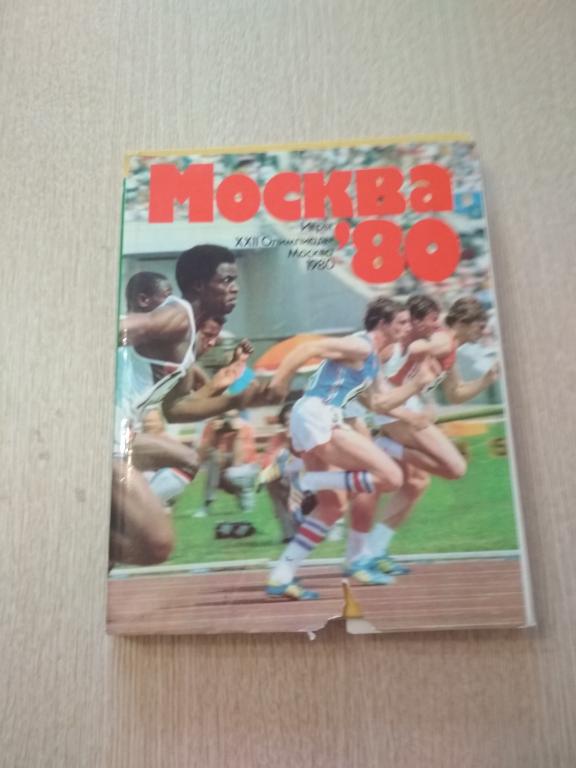 Москва
'80
Игры
XXII Олимпиады
Москва
1980